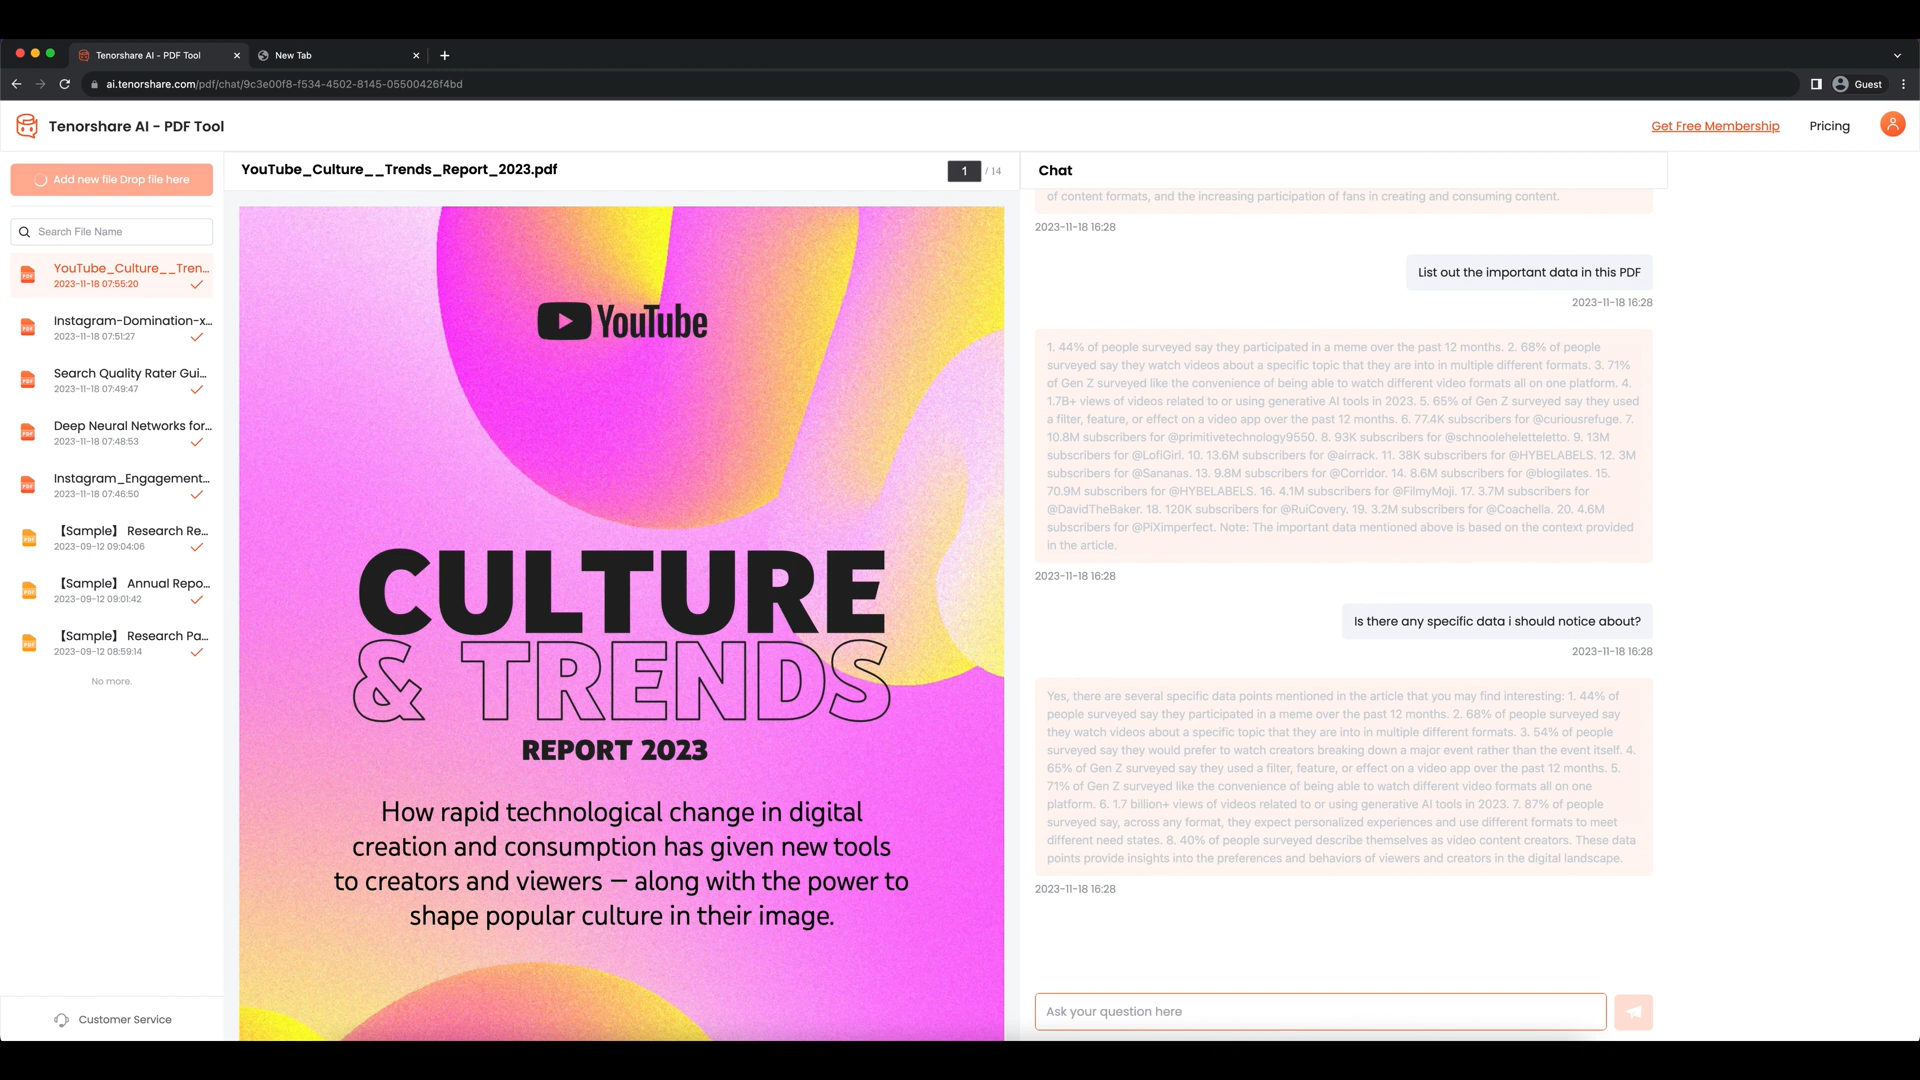 Tenorshare AI - PDF Tool
New Tab
ai.tenorshare.com/pdf/chat/9c3e00f8-f534-4502-8145-05500426f4bd
Guest
Tenorshare AI - PDF Tool
Get Free Membership
Pricing
Add new file Drop file here
Search File Name
YouTube_Culture__Tren...
2023-11-18 07:55:20
Instagram-Domination-x...
2023-11-18 07:51:27
Search Quality Rater Gui...
2023-11-18 07:49:47
Deep Neural Networks for...
2023-11-18 07:48:53
Instagram_Engagement...
2023-11-18 07:46:50
【Sample】 Research Re...
2023-09-12 09:04:06
【Sample】 Annual Repo...
2023-09-12 09:01:42
【Sample】 Research Pa...
2023-09-12 08:59:14
No more.
Customer Service
YouTube_Culture__Trends_Report_2023.pdf
1 / 14
YouTube
CULTURE
& TRENDS
REPORT 2023
How rapid technological change in digital
creation and consumption has given new tools
to creators and viewers — along with the power to
shape popular culture in their image.
Chat
of content formats, and the increasing participation of fans in creating and consuming content.
2023-11-18 16:28
List out the important data in this PDF
2023-11-18 16:28
1. 44% of people surveyed say they participated in a meme over the past 12 months. 2. 68% of people
surveyed say they watch videos about a specific topic that they are into in multiple different formats. 3. 71%
of Gen Z surveyed like the convenience of being able to watch different video formats all on one platform. 4.
1.7B+ views of videos related to or using generative AI tools in 2023. 5. 65% of Gen Z surveyed say they used
a filter, feature, or effect on a video app over the past 12 months. 6. 77.4K subscribers for @curiousrefuge. 7.
10.8M subscribers for @primitivetechnology9550. 8. 93K subscribers for @schnooleheletteletto. 9. 13M
subscribers for @LofiGirl. 10. 13.6M subscribers for @airrack. 11. 38K subscribers for @HYBELABELS. 12. 3M
subscribers for @Sananas. 13. 9.8M subscribers for @Corridor. 14. 8.6M subscribers for @blogilates. 15.
70.9M subscribers for @HYBELABELS. 16. 4.1M subscribers for @FilmyMoji. 17. 3.7M subscribers for
@DavidTheBaker. 18. 120K subscribers for @RuiCovery. 19. 3.2M subscribers for @Coachella. 20. 4.6M
subscribers for @PiXimperfect. Note: The important data mentioned above is based on the context provided
in the article.
2023-11-18 16:28
Is there any specific data i should notice about?
2023-11-18 16:28
Yes, there are several specific data points mentioned in the article that you may find interesting: 1. 44% of
people surveyed say they participated in a meme over the past 12 months. 2. 68% of people surveyed say
they watch videos about a specific topic that they are into in multiple different formats. 3. 54% of people
surveyed say they would prefer to watch creators breaking down a major event rather than the event itself. 4.
65% of Gen Z surveyed say they used a filter, feature, or effect on a video app over the past 12 months. 5.
71% of Gen Z surveyed like the convenience of being able to watch different video formats all on one
platform. 6. 1.7 billion+ views of videos related to or using generative AI tools in 2023. 7. 87% of people
surveyed say, across any format, they expect personalized experiences and use different formats to meet
different need states. 8. 40% of people surveyed describe themselves as video content creators. These data
points provide insights into the preferences and behaviors of viewers and creators in the digital landscape.
2023-11-18 16:28
Ask your question here